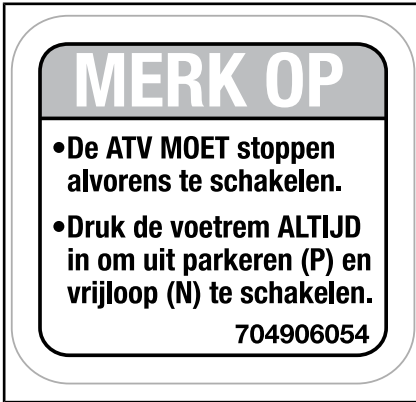 MERK OP
•De ATV MOET stoppen
alvorens te schakelen.
•Druk de voetrem ALTIJD
in om uit parkeren (P) en
vrijloop (N) te schakelen.
704906054